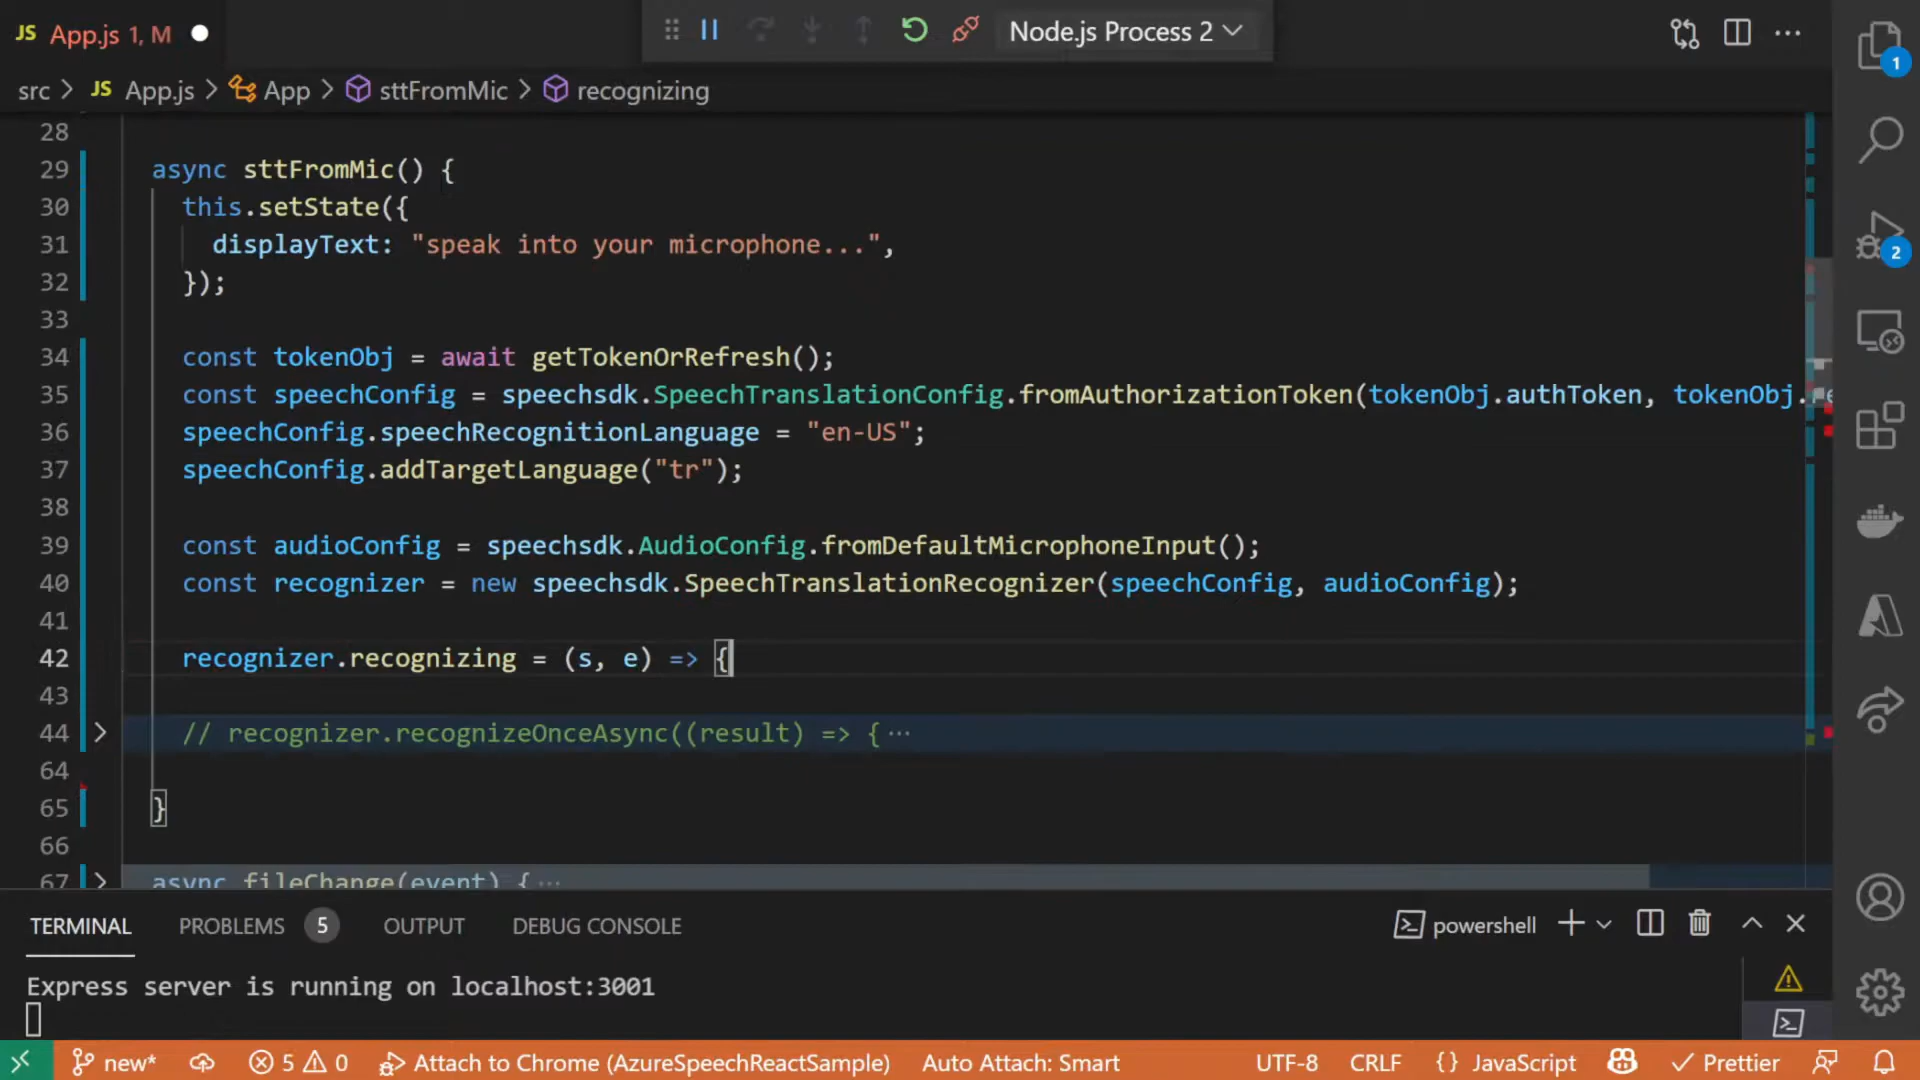 JS App.js 1, M
Node.js Process 2
src > JS App.js > App > sttFromMic > recognizing
28
29 async sttFromMic() {
30 this.setState({
31 displayText: "speak into your microphone...",
32 });
33
34 const tokenObj = await getTokenOrRefresh();
35 const speechConfig = speechsdk.SpeechTranslationConfig.fromAuthorizationToken(tokenObj.authToken, tokenObj.re
36 speechConfig.speechRecognitionLanguage = "en-US";
37 speechConfig.addTargetLanguage("tr");
38
39 const audioConfig = speechsdk.AudioConfig.fromDefaultMicrophoneInput();
40 const recognizer = new speechsdk.SpeechTranslationRecognizer(speechConfig, audioConfig);
41
42 recognizer.recognizing = (s, e) => {
43
44 // recognizer.recognizeOnceAsync((result) => {···
64
65 }
66
67 async fileChange(event) {···
1
2
TERMINAL PROBLEMS 5 OUTPUT DEBUG CONSOLE powershell
Express server is running on localhost:3001
new* 5 0 Attach to Chrome (AzureSpeechReactSample) Auto Attach: Smart UTF-8 CRLF {} JavaScript Prettier